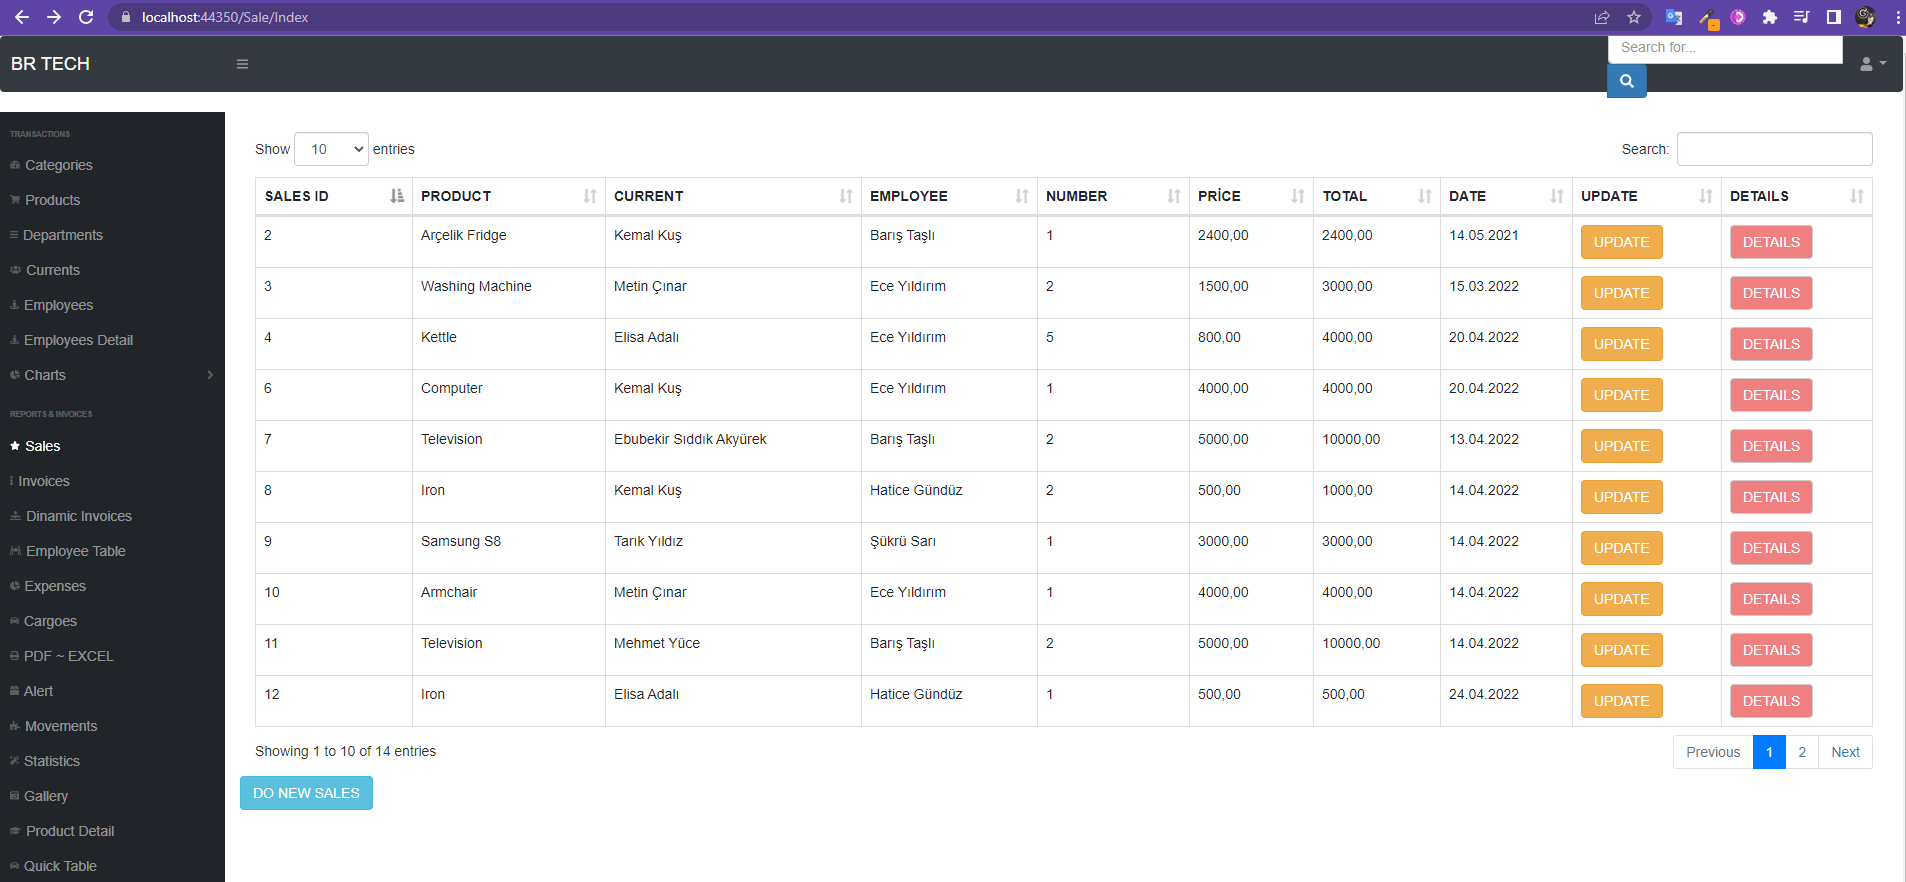 localhost:44350/Sale/Index
BR TECH
Search for...
TRANSACTIONS
Categories
Products
Departments
Currents
Employees
Employees Detail
Charts
REPORTS & INVOICES
Sales
Invoices
Dinamic Invoices
Employee Table
Expenses
Cargoes
PDF ~ EXCEL
Alert
Movements
Statistics
Gallery
Product Detail
Quick Table
Show 10 entries
Search:
SALES ID PRODUCT CURRENT EMPLOYEE NUMBER PRİCE TOTAL DATE UPDATE DETAILS
2 Arçelik Fridge Kemal Kuş Barış Taşlı 1 2400,00 2400,00 14.05.2021 UPDATE DETAILS
3 Washing Machine Metin Çınar Ece Yıldırım 2 1500,00 3000,00 15.03.2022 UPDATE DETAILS
4 Kettle Elisa Adalı Ece Yıldırım 5 800,00 4000,00 20.04.2022 UPDATE DETAILS
6 Computer Kemal Kuş Ece Yıldırım 1 4000,00 4000,00 20.04.2022 UPDATE DETAILS
7 Television Ebubekir Sıddık Akyürek Barış Taşlı 2 5000,00 10000,00 13.04.2022 UPDATE DETAILS
8 Iron Kemal Kuş Hatice Gündüz 2 500,00 1000,00 14.04.2022 UPDATE DETAILS
9 Samsung S8 Tarık Yıldız Şükrü Sarı 1 3000,00 3000,00 14.04.2022 UPDATE DETAILS
10 Armchair Metin Çınar Ece Yıldırım 1 4000,00 4000,00 14.04.2022 UPDATE DETAILS
11 Television Mehmet Yüce Barış Taşlı 2 5000,00 10000,00 14.04.2022 UPDATE DETAILS
12 Iron Elisa Adalı Hatice Gündüz 1 500,00 500,00 24.04.2022 UPDATE DETAILS
Showing 1 to 10 of 14 entries
Previous 1 2 Next
DO NEW SALES